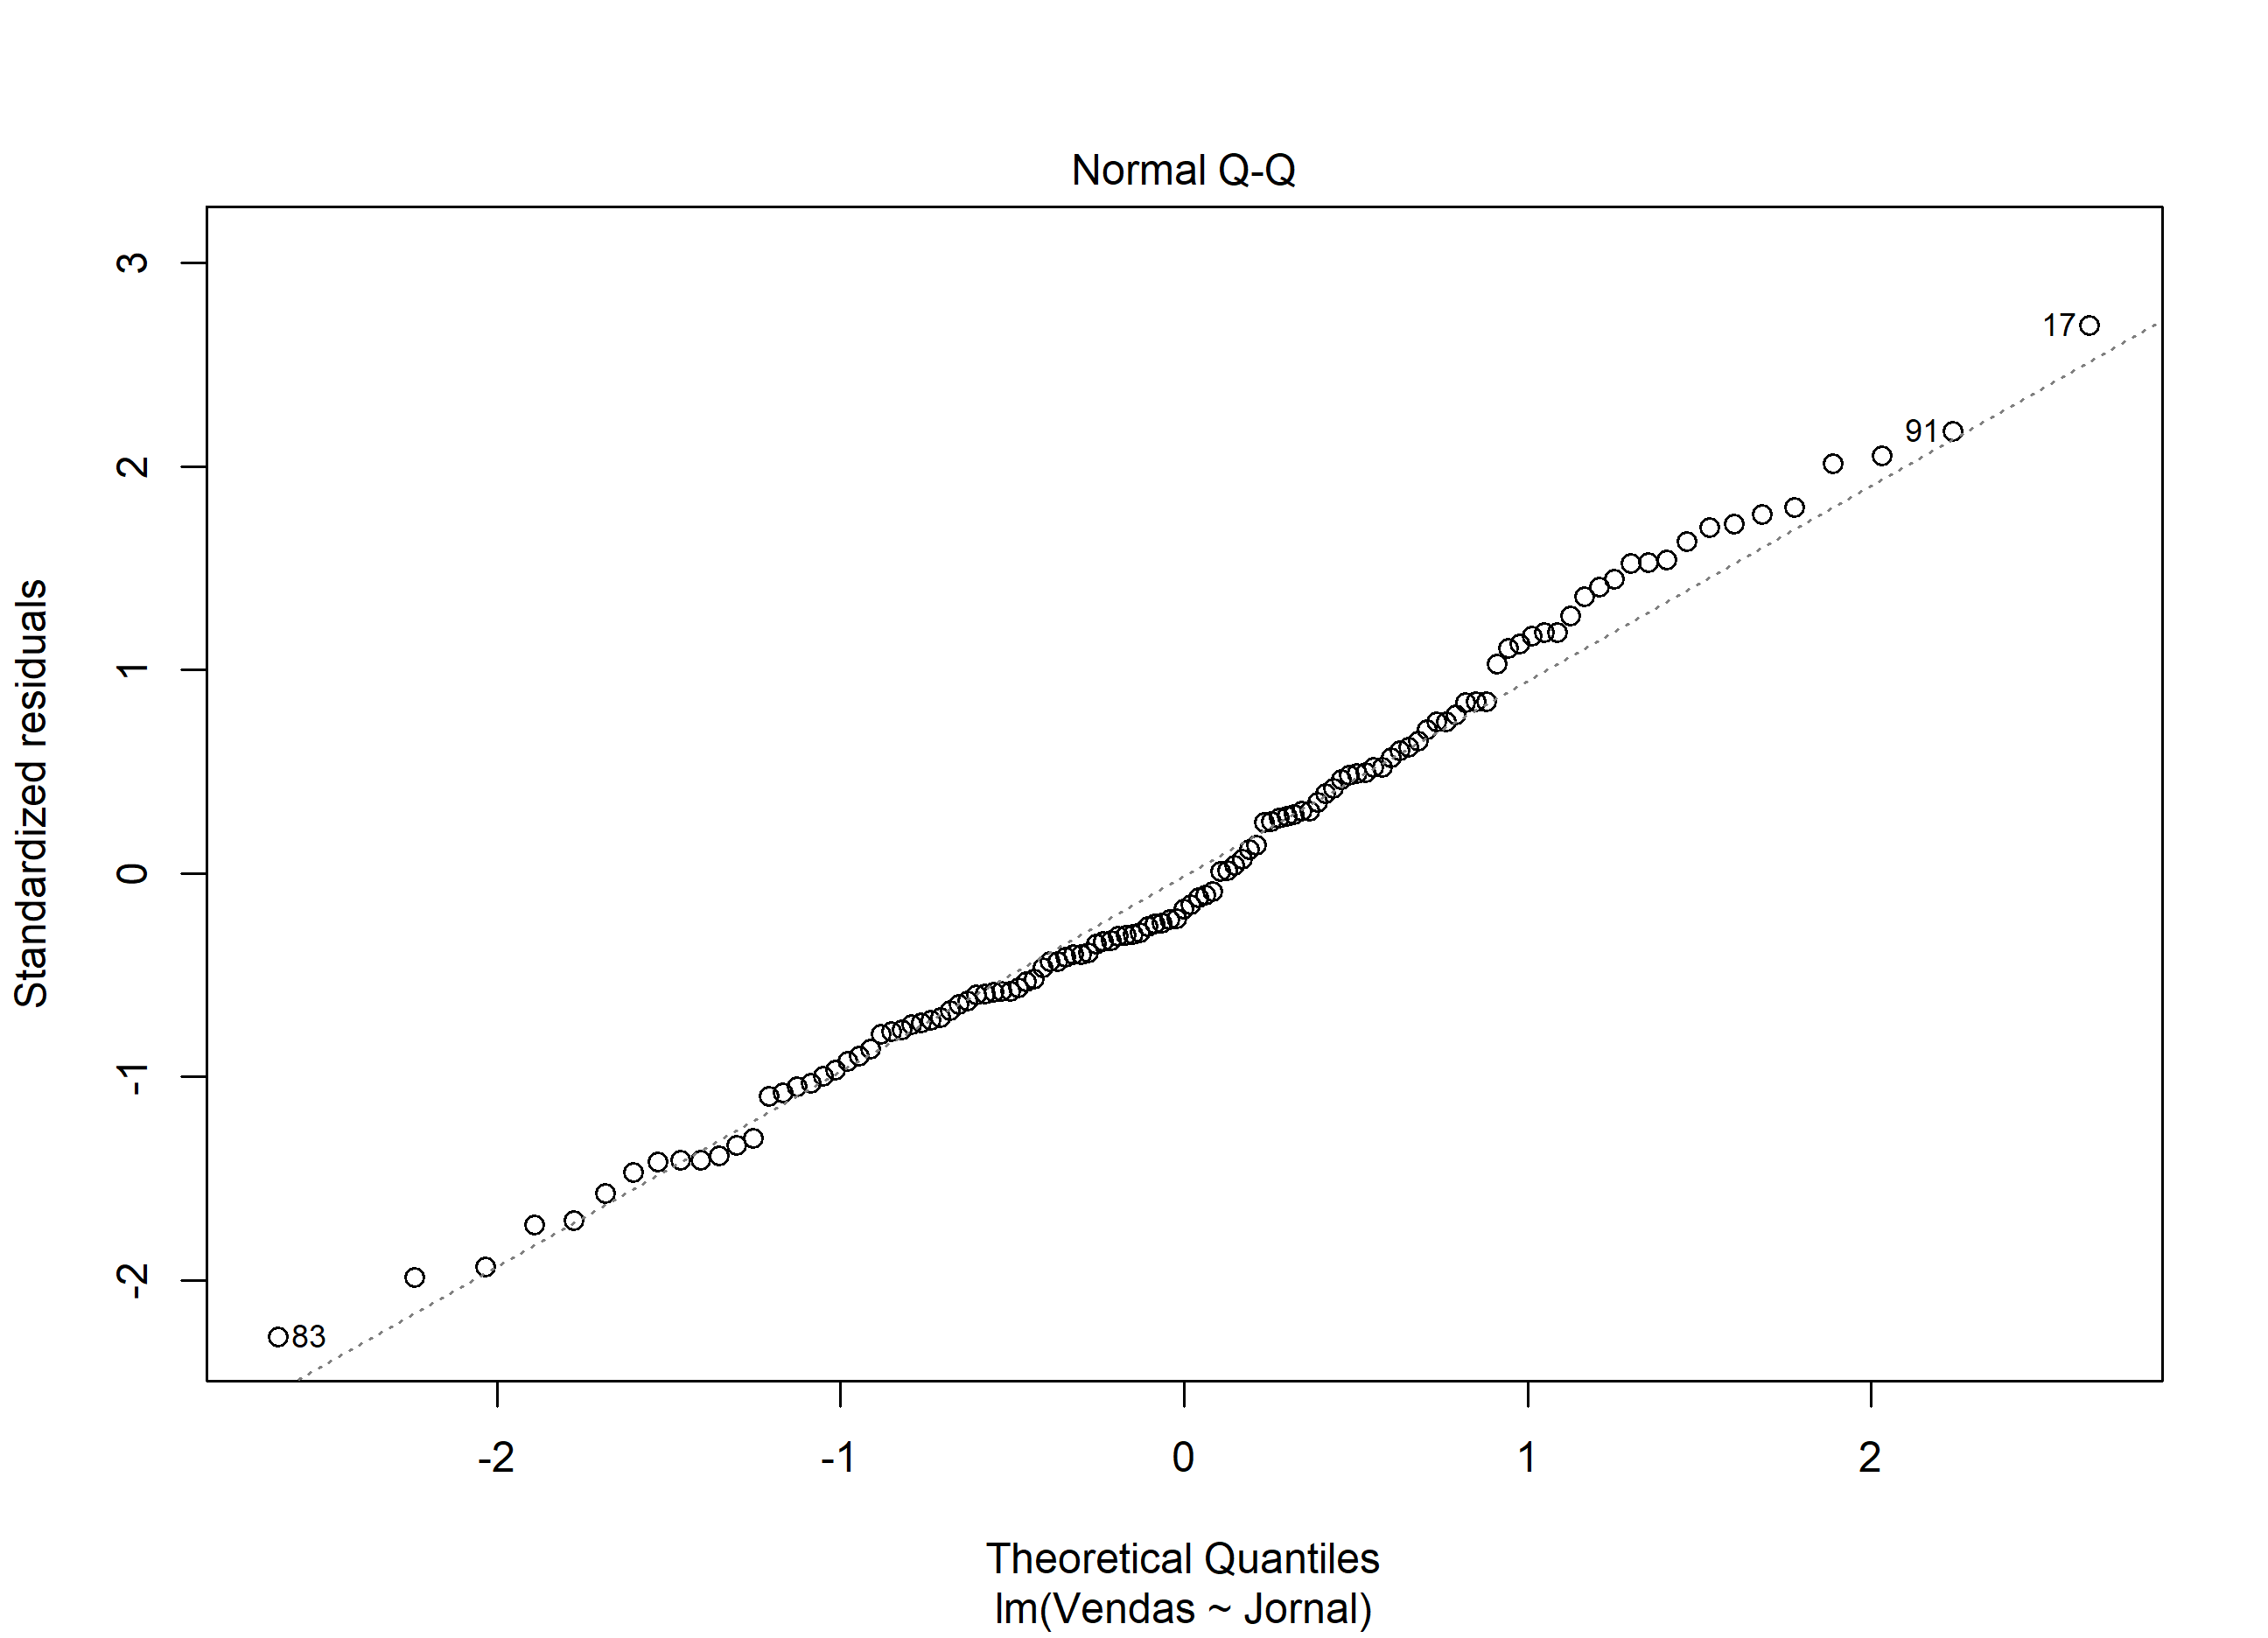 Normal Q-Q
Standardized residuals
3
2
1
0
-1
-2
17
91
83
-2 -1 0 1 2
Theoretical Quantiles
lm(Vendas ~ Jornal)